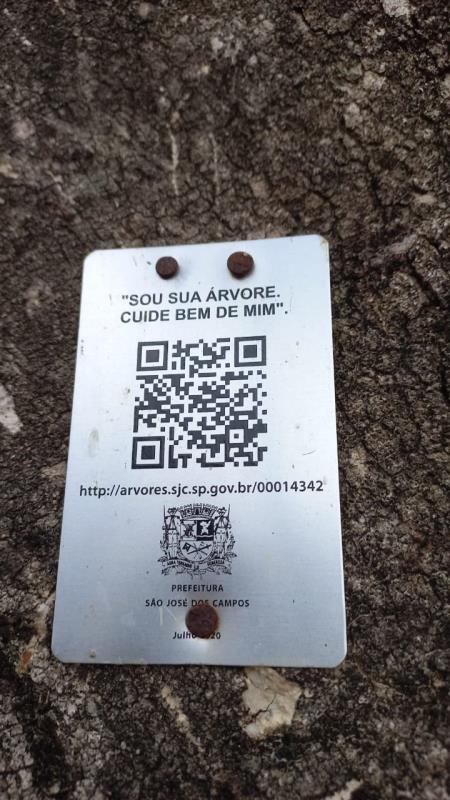 "SOU SUA ÁRVORE.
CUIDE BEM DE MIM".
http://arvores.sjc.sp.gov.br/00014342
PREFEITURA
SÃO JOSÉ DOS CAMPOS